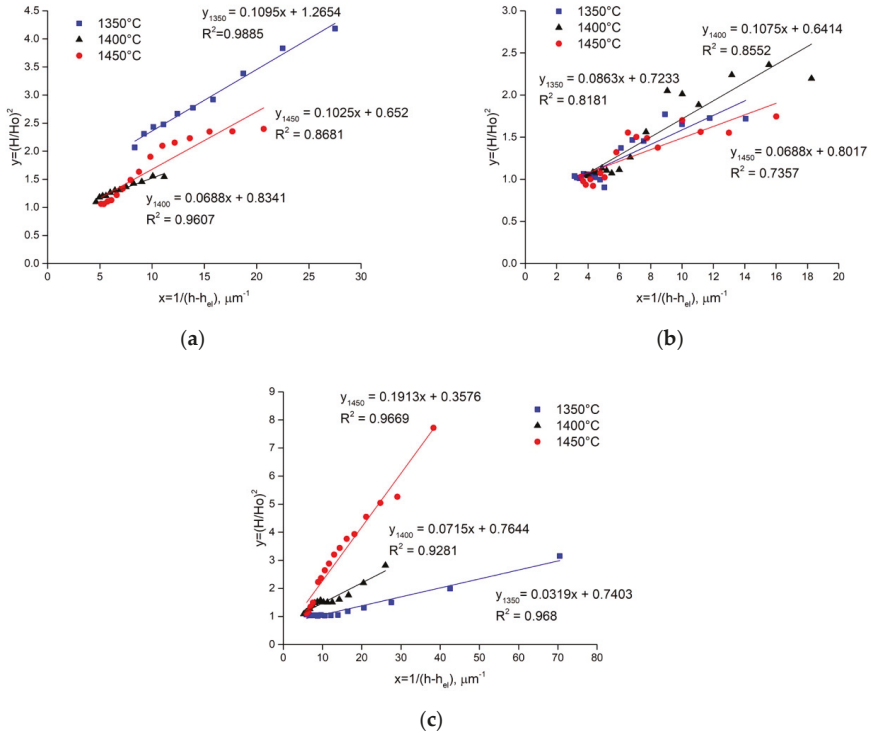 y1350 = 0.1095x + 1.2654
R²=0.9885
1350°C
1400°C
1450°C
y1450 = 0.1025x + 0.652
R² = 0.8681
y1400 = 0.0688x + 0.8341
R² = 0.9607
y=(H/Ho)²
4.5
4.0
3.5
3.0
2.5
2.0
1.5
1.0
0.5
0.0
0
5
10
15
20
25
30
x=1/(h-hel), μm⁻¹
(a)
1350°C
1400°C
1450°C
y1400 = 0.1075x + 0.6414
R² = 0.8552
y1350 = 0.0863x + 0.7233
R² = 0.8181
y1450 = 0.0688x + 0.8017
R² = 0.7357
y=(H/Ho)²
3.0
2.5
2.0
1.5
1.0
0.5
0.0
0
2
4
6
8
10
12
14
16
18
20
x=1/(h-hel), μm⁻¹
(b)
y1450 = 0.1913x + 0.3576
R² = 0.9669
1350°C
1400°C
1450°C
y1400 = 0.0715x + 0.7644
R² = 0.9281
y1350 = 0.0319x + 0.7403
R² = 0.968
y=(H/Ho)²
9
8
7
6
5
4
3
2
1
0
0
10
20
30
40
50
60
70
80
x=1/(h-hel), μm⁻¹
(c)